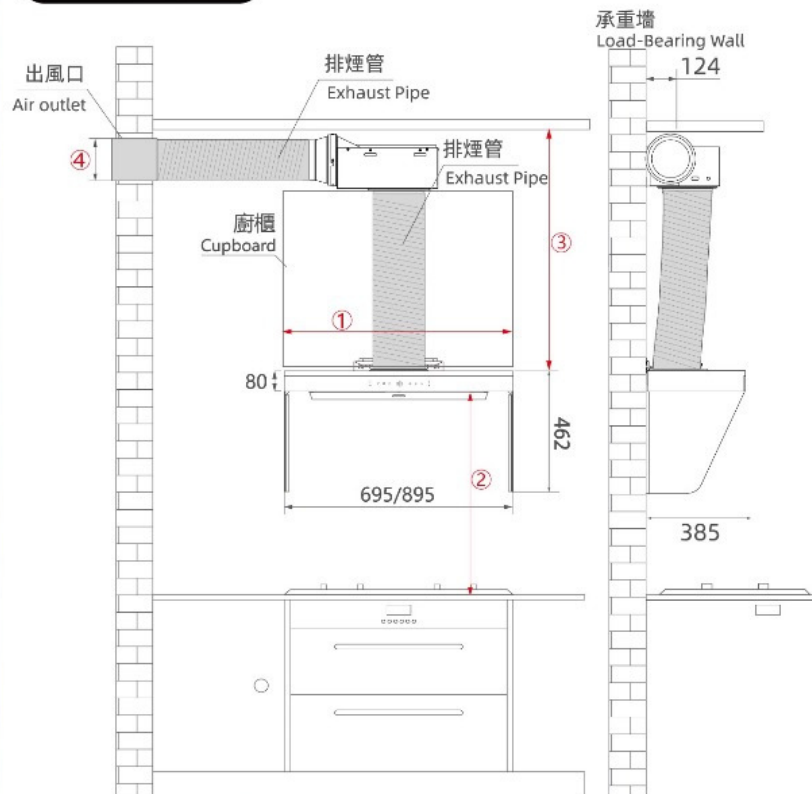 承重墻
Load-Bearing Wall
124
出風口
Air outlet
排煙管
Exhaust Pipe
④
排煙管
Exhaust Pipe
廚櫃
Cupboard
③
①
80
462
②
695/895
385